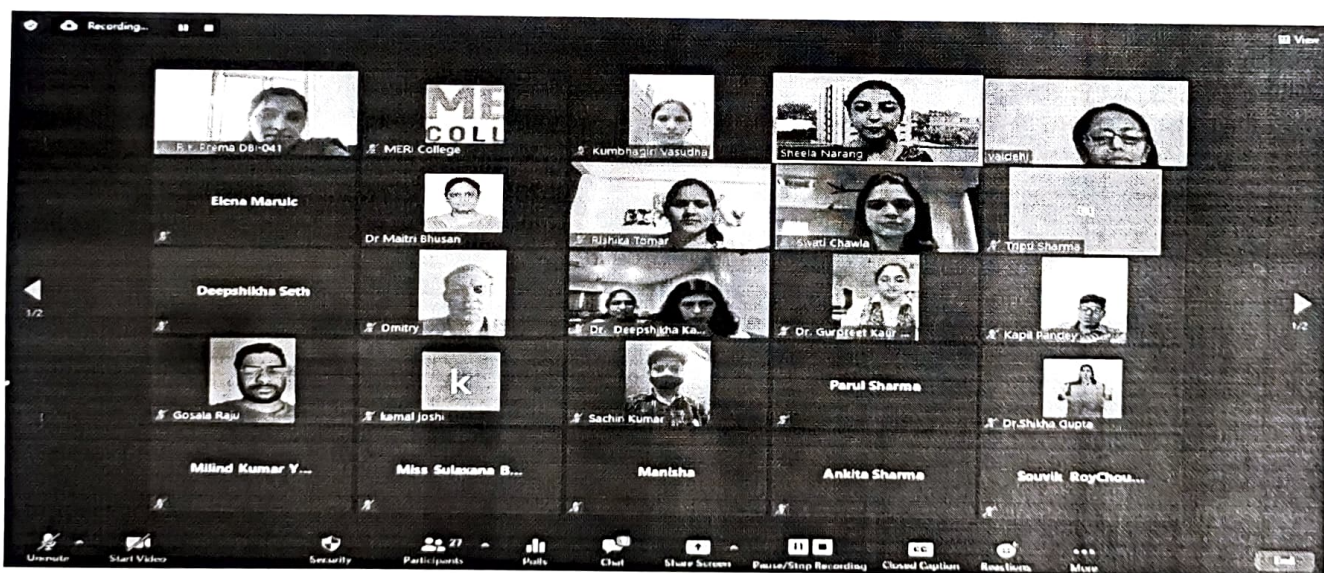 Recording...
View
P.Y. Prema DBI-041
ME
COLL
MERI College
Kumbhagiri Vasudha
Sheela Narang
vaidehi
Elena Maruic
Dr Maitri Bhusan
Rishika Tomar
Swati Chawla
Tripti Sharma
Deepshikha Seth
Dmitry
Dr. Deepshikha Ka...
Dr. Gurpreet Kaur ...
Kapil Pandey
1/2
1/2
Gosala Raju
k
kamal Joshi
Sachin Kumar
Parul Sharma
Dr.Shikha Gupta
Milind Kumar Y...
Miss Sulaxana B...
Manisha
Ankita Sharma
Souvik RoyChou...
Unmute
Start Video
Security
Participants 27
Polls
Chat
Share Screen
Pause/Stop Recording
CC
Closed Caption
Reactions
More
End